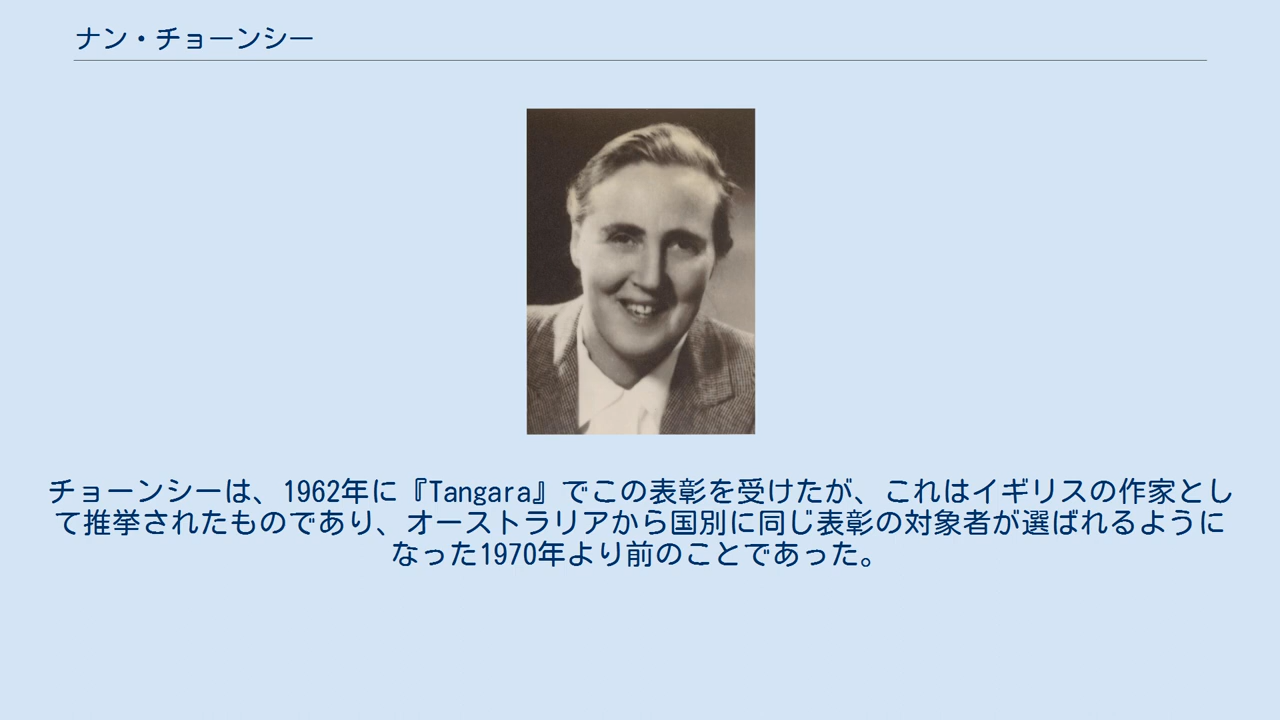 ナン・チョーンシー
チョーンシーは、1962年に『Tangara』でこの表彰を受けたが、これはイギリスの作家とし
て推挙されたものであり、オーストラリアから国別に同じ表彰の対象者が選ばれるように
なった1970年より前のことであった。